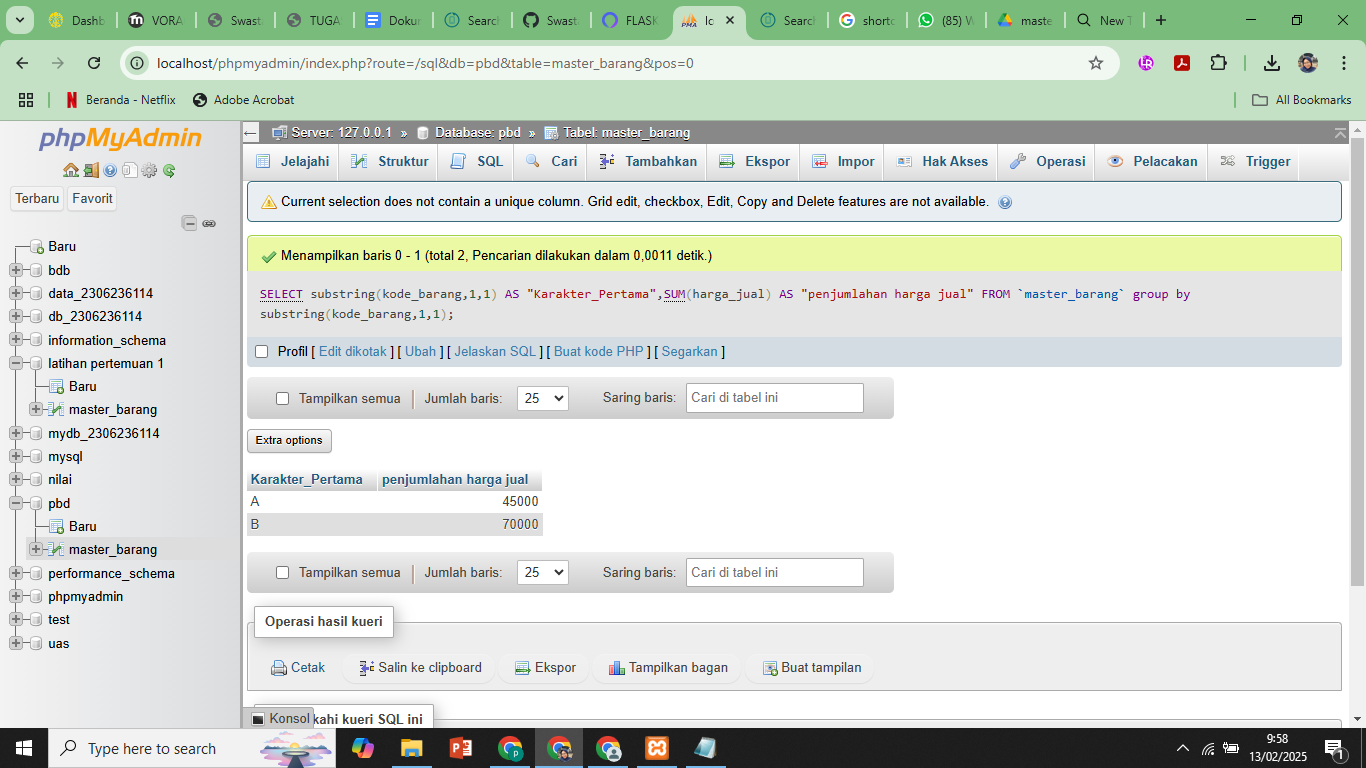 Dashb
VORA
Swast
TUGA
Dokur
Searc
Swast
FLASK
PMA
lc
Searc
shortc
(85) W
maste
New T
localhost/phpmyadmin/index.php?route=/sql&db=pbd&table=master_barang&pos=0
Beranda - Netflix
Adobe Acrobat
All Bookmarks
phpMyAdmin
Terbaru
Favorit
Baru
bdb
data_2306236114
db_2306236114
information_schema
latihan pertemuan 1
Baru
master_barang
mydb_2306236114
mysql
nilai
pbd
Baru
master_barang
performance_schema
phpmyadmin
test
uas
Server: 127.0.0.1 » Database: pbd » Tabel: master_barang
Jelajahi
Struktur
SQL
Cari
Tambahkan
Ekspor
Impor
Hak Akses
Operasi
Pelacakan
Trigger
Current selection does not contain a unique column. Grid edit, checkbox, Edit, Copy and Delete features are not available.
Menampilkan baris 0 - 1 (total 2, Pencarian dilakukan dalam 0,0011 detik.)
SELECT substring(kode_barang,1,1) AS "Karakter_Pertama",SUM(harga_jual) AS "penjumlahan harga jual" FROM `master_barang` group by
substring(kode_barang,1,1);
Profil [ Edit dikotak ] [ Ubah ] [ Jelaskan SQL ] [ Buat kode PHP ] [ Segarkan ]
Tampilkan semua
Jumlah baris:
25
Saring baris:
Cari di tabel ini
Extra options
Karakter_Pertama penjumlahan harga jual
A 45000
B 70000
Tampilkan semua
Jumlah baris:
25
Saring baris:
Cari di tabel ini
Operasi hasil kueri
Cetak
Salin ke clipboard
Ekspor
Tampilkan bagan
Buat tampilan
Konsol
kahi kueri SQL ini
Type here to search
9:58
13/02/2025
1